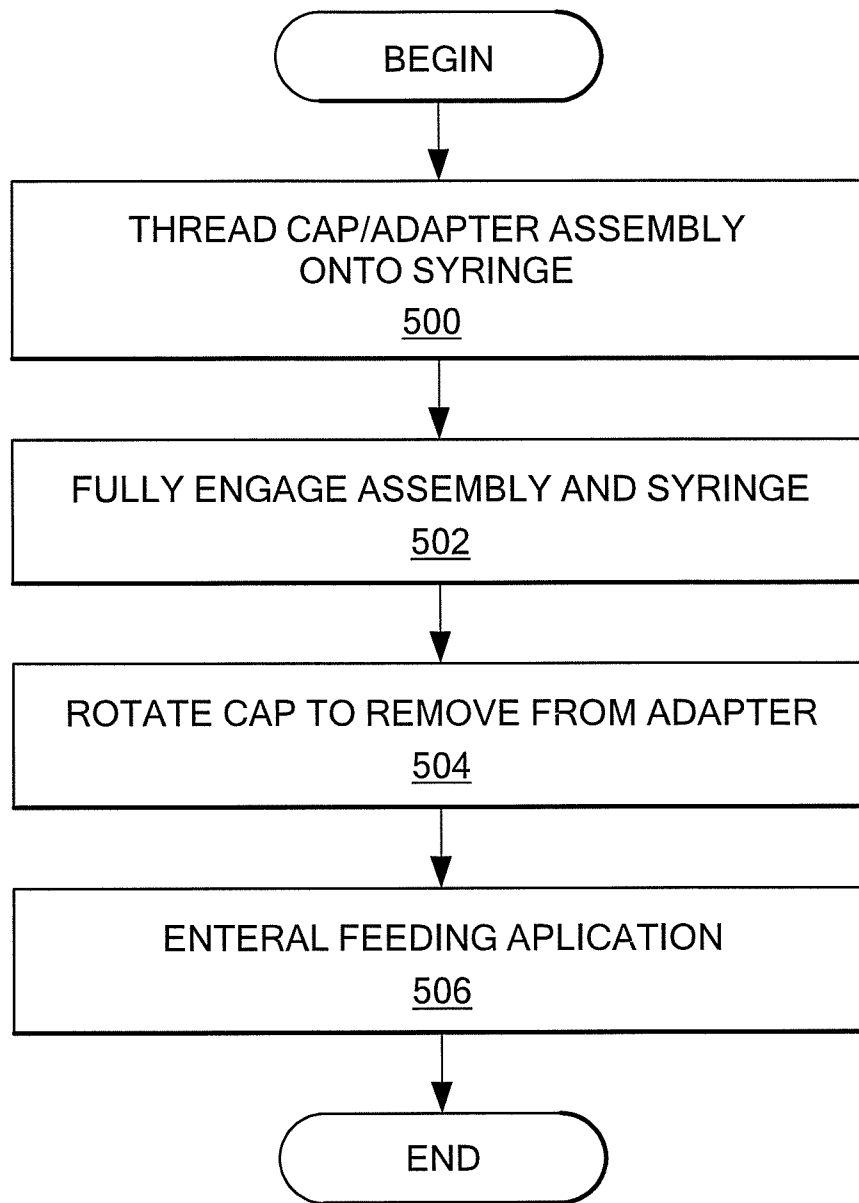 BEGIN
THREAD CAP/ADAPTER ASSEMBLY
ONTO SYRINGE
500
FULLY ENGAGE ASSEMBLY AND SYRINGE
502
ROTATE CAP TO REMOVE FROM ADAPTER
504
ENTERAL FEEDING APLICATION
506
END